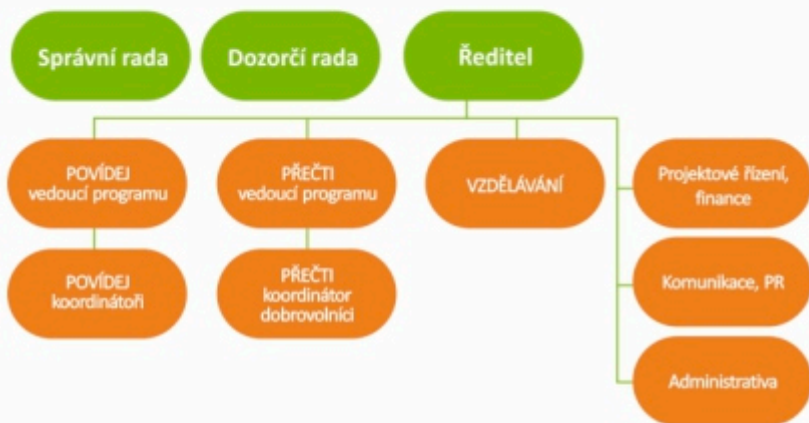 Správní rada
Dozorčí rada
Ředitel
POVÍDEJ
vedoucí programu
PŘEČTI
vedoucí programu
VZDĚLÁVÁNÍ
Projektové řízení,
finance
POVÍDEJ
koordinátoři
PŘEČTI
koordinátor
dobrovolníci
Komunikace, PR
Administrativa